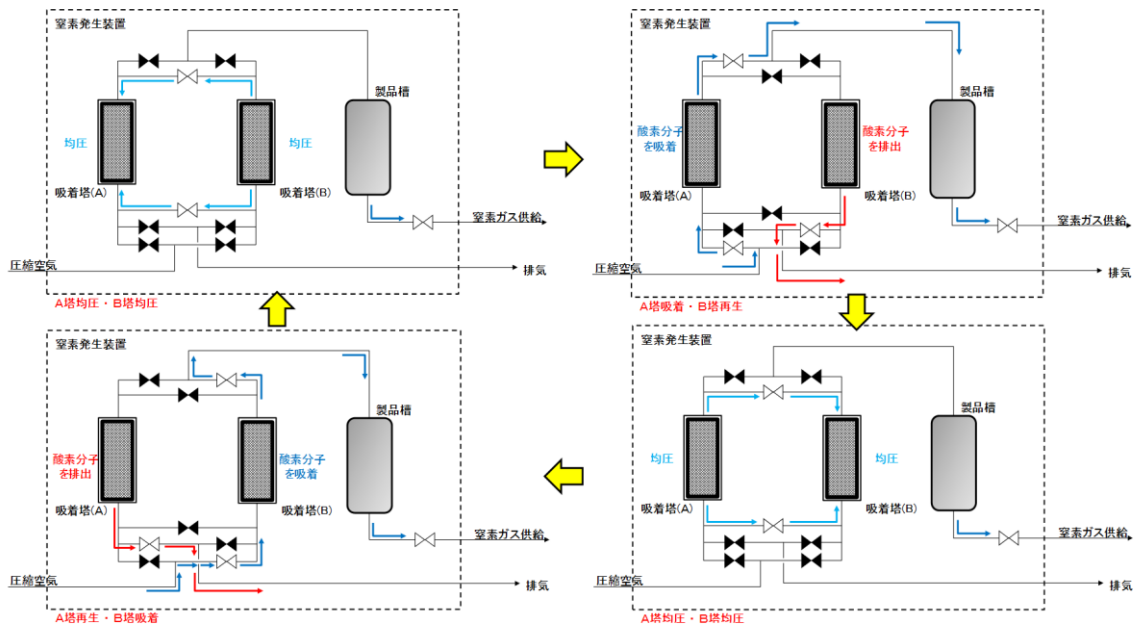 窒素発生装置
製品槽
均圧
均圧
吸着塔(A)
吸着塔(B)
窒素ガス供給
圧縮空気
排気
A塔均圧・B塔均圧
窒素発生装置
製品槽
酸素分子
を吸着
酸素分子
を排出
吸着塔(A)
吸着塔(B)
窒素ガス供給
圧縮空気
排気
A塔吸着・B塔再生
窒素発生装置
製品槽
酸素分子
を排出
酸素分子
を吸着
吸着塔(A)
吸着塔(B)
窒素ガス供給
圧縮空気
排気
A塔再生・B塔吸着
窒素発生装置
製品槽
均圧
均圧
吸着塔(A)
吸着塔(B)
窒素ガス供給
圧縮空気
排気
A塔均圧・B塔均圧